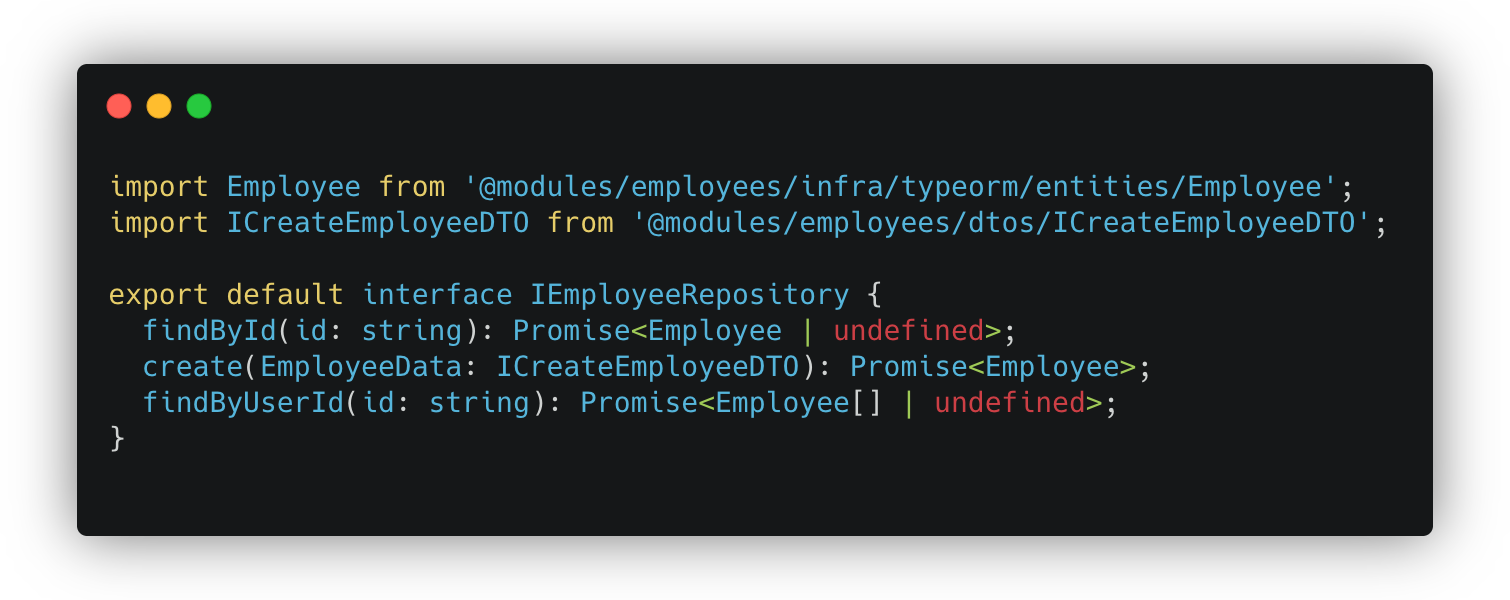 import Employee from '@modules/employees/infra/typeorm/entities/Employee';
import ICreateEmployeeDTO from '@modules/employees/dtos/ICreateEmployeeDTO';

export default interface IEmployeeRepository {
  findById(id: string): Promise<Employee | undefined>;
  create(EmployeeData: ICreateEmployeeDTO): Promise<Employee>;
  findByUserId(id: string): Promise<Employee[] | undefined>;
}